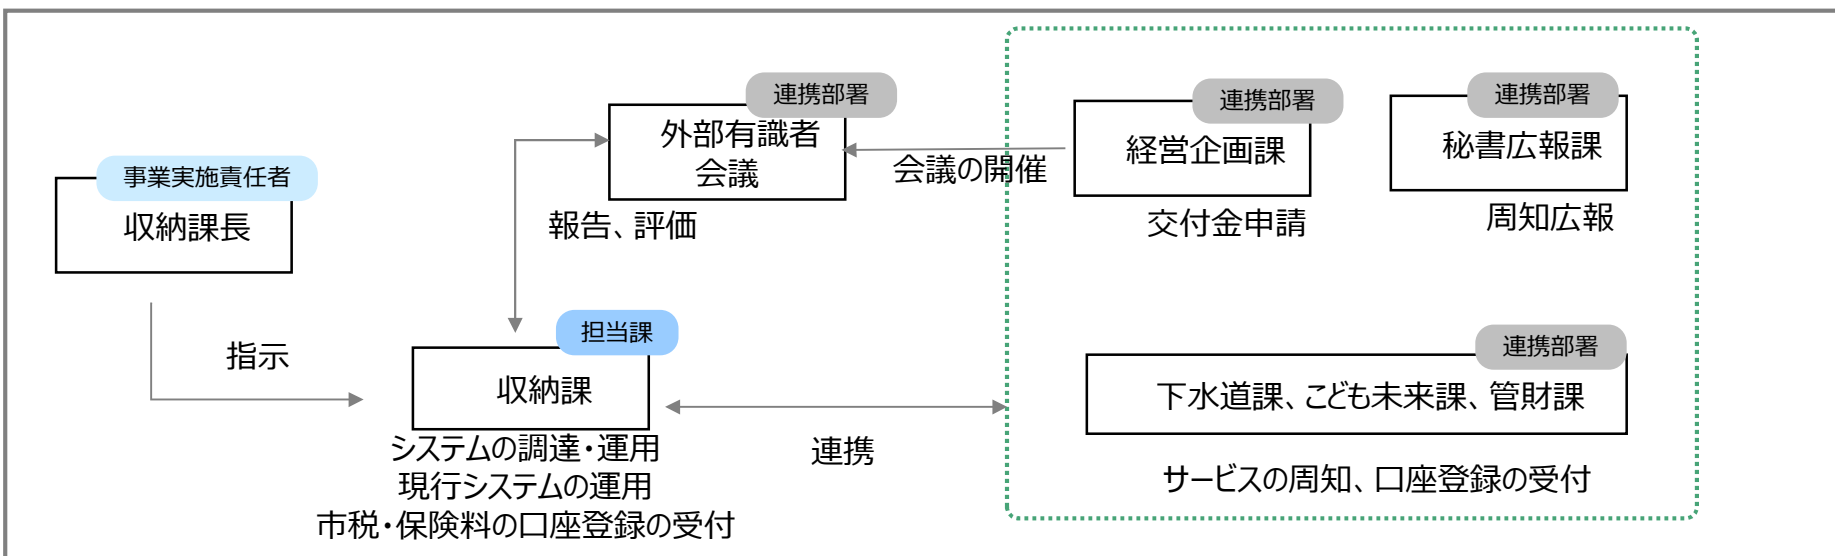 事業実施責任者
収納課長
指示
連携部署
外部有識者
会議
報告、評価
会議の開催
連携部署
経営企画課
交付金申請
連携部署
秘書広報課
周知広報
担当課
収納課
システムの調達・運用
現行システムの運用
市税・保険料の口座登録の受付
連携
連携部署
下水道課、こども未来課、管財課
サービスの周知、口座登録の受付